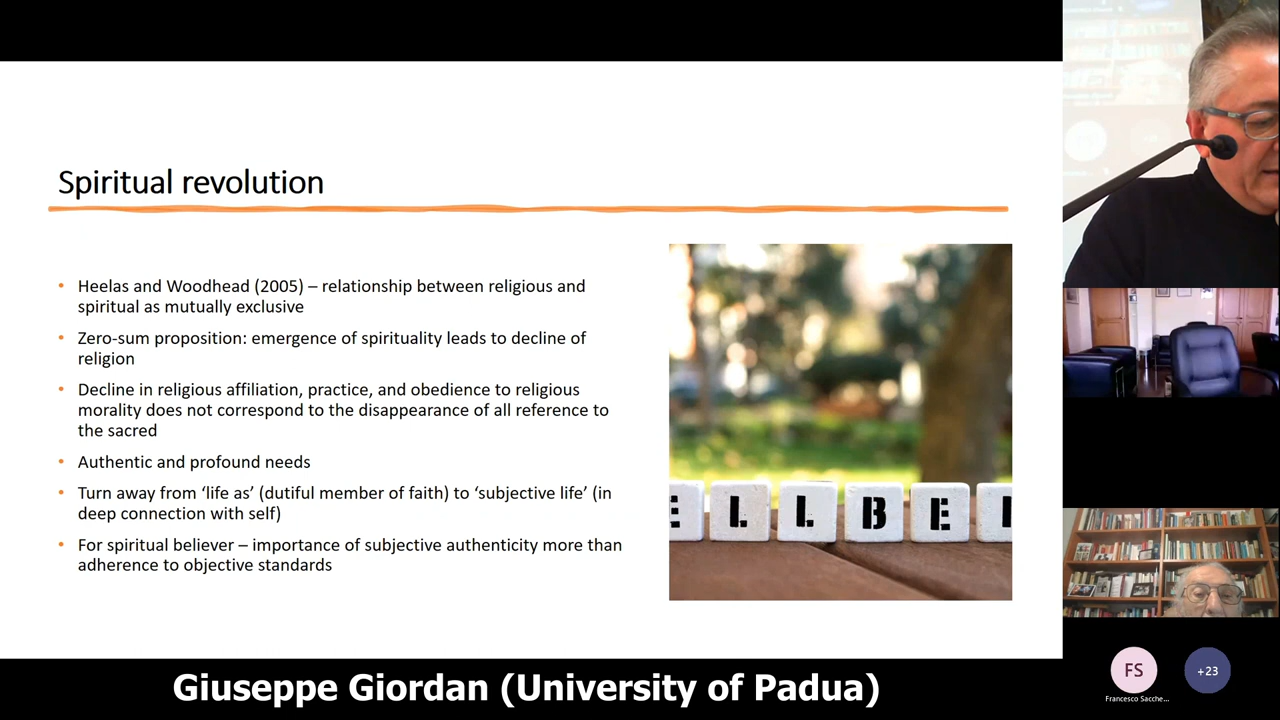 Spiritual revolution
• Heelas and Woodhead (2005) – relationship between religious and
spiritual as mutually exclusive
• Zero-sum proposition: emergence of spirituality leads to decline of
religion
• Decline in religious affiliation, practice, and obedience to religious
morality does not correspond to the disappearance of all reference to
the sacred
• Authentic and profound needs
• Turn away from ‘life as’ (dutiful member of faith) to ‘subjective life’ (in
deep connection with self)
• For spiritual believer – importance of subjective authenticity more than
adherence to objective standards
E L L B E I
Giuseppe Giordan (University of Padua)
FS
Francesco Sacche...
+23